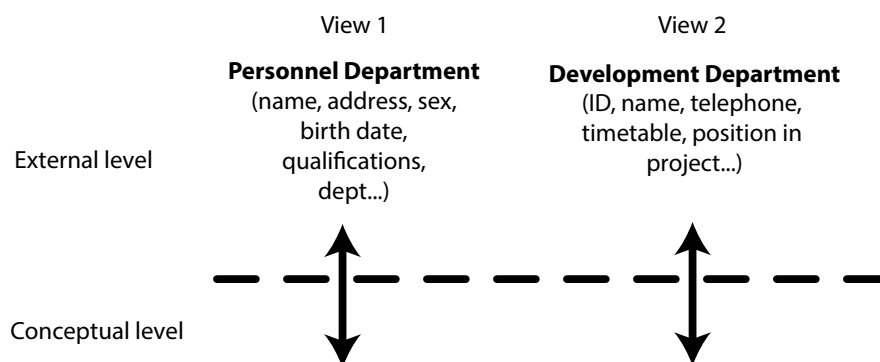 View 1
View 2
Personnel Department
(name, address, sex,
birth date,
qualifications,
dept...)
Development Department
(ID, name, telephone,
timetable, position in
project...)
External level
Conceptual level